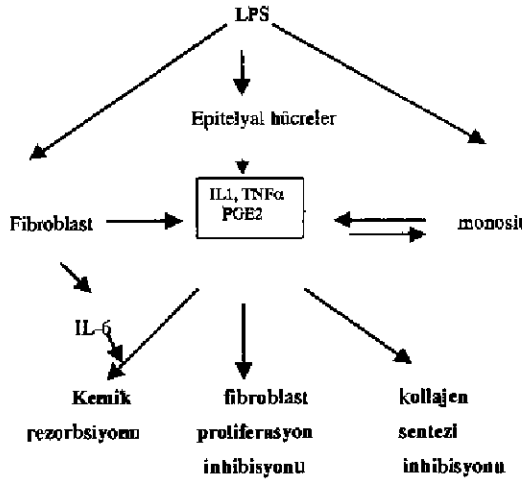 LPS
Epitelyal hücreler
IL1, TNFα
PGE2
Fibroblast
monosit
IL-6
Kemik
rezorbsiyonu
fibroblast
proliferasyon
inhibisyonu
kollajen
sentezi
inhibisyonu